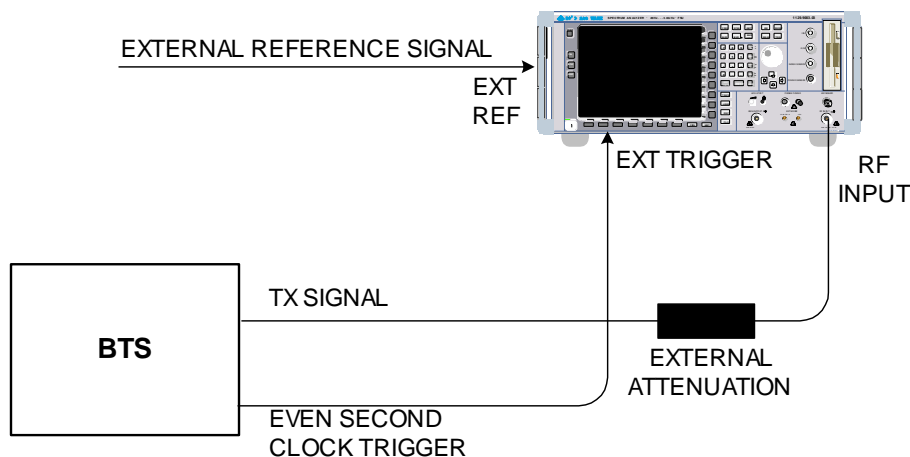 EXTERNAL REFERENCE SIGNAL
EXT
REF
EXT TRIGGER
RF
INPUT
TX SIGNAL
BTS
EXTERNAL
ATTENUATION
EVEN SECOND
CLOCK TRIGGER